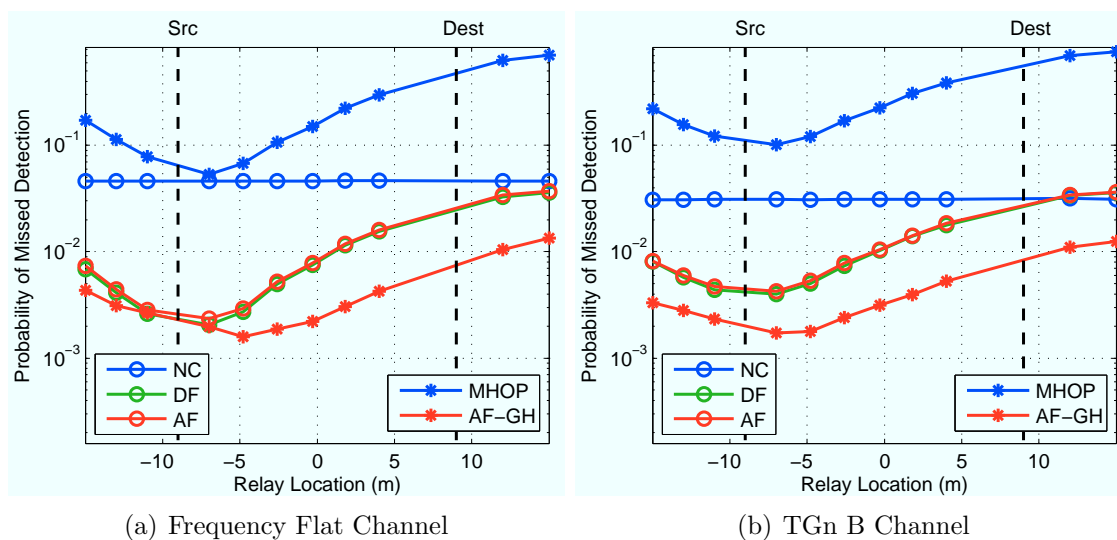 Src Dest
Probability of Missed Detection
10⁻¹
10⁻²
10⁻³
NC
DF
AF
MHOP
AF−GH
−10 −5 0 5 10
Relay Location (m)
(a) Frequency Flat Channel
Src Dest
Probability of Missed Detection
10⁻¹
10⁻²
10⁻³
NC
DF
AF
MHOP
AF−GH
−10 −5 0 5 10
Relay Location (m)
(b) TGn B Channel